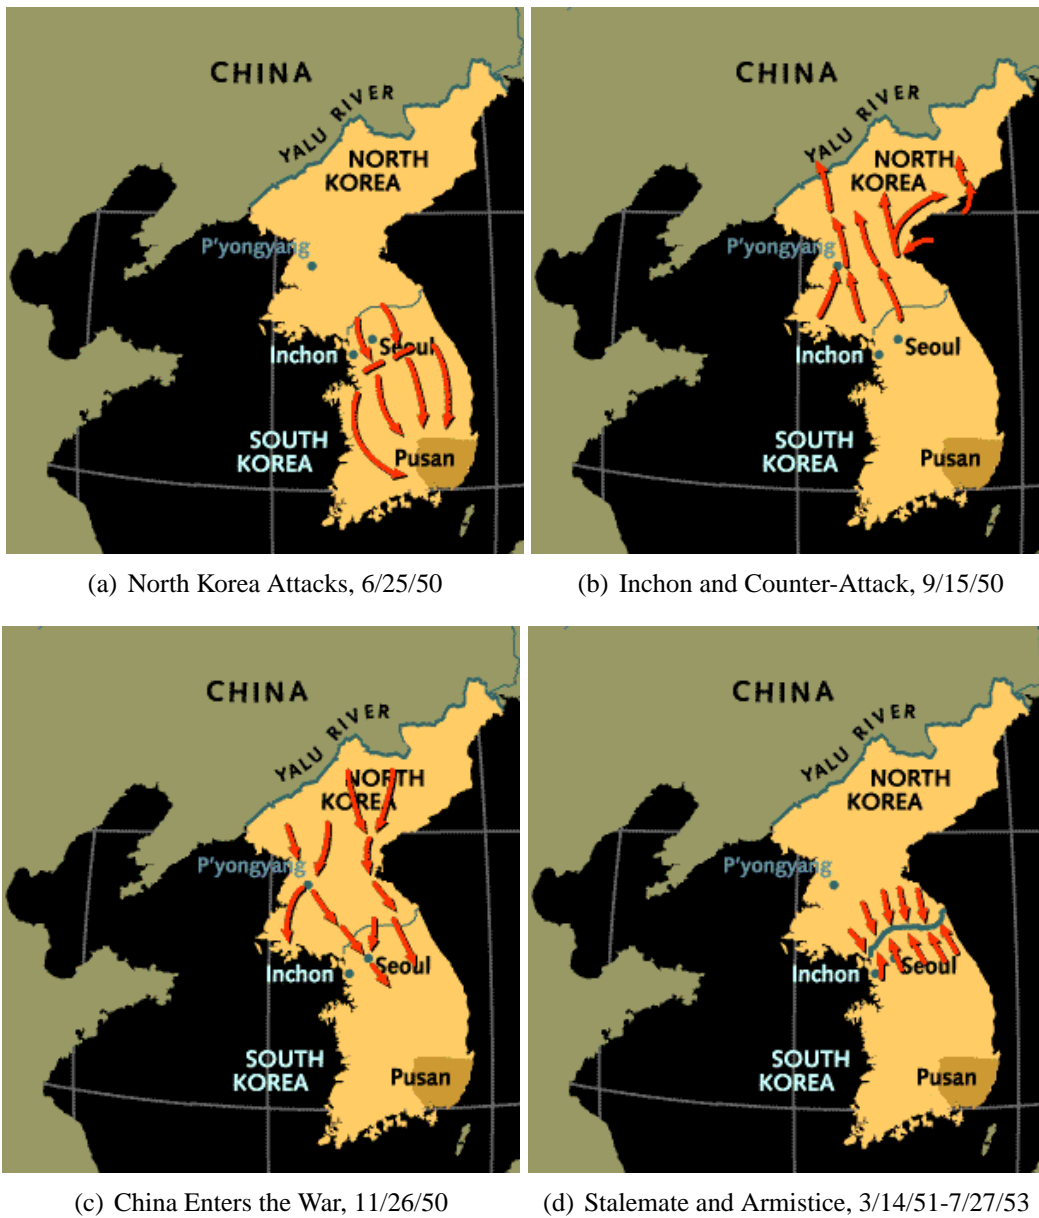 CHINA
YALU RIVER
NORTH
KOREA
P'yongyang
Inchon
Seoul
SOUTH
KOREA
Pusan
(a) North Korea Attacks, 6/25/50
CHINA
YALU RIVER
NORTH
KOREA
P'yongyang
Inchon
Seoul
SOUTH
KOREA
Pusan
(b) Inchon and Counter-Attack, 9/15/50
CHINA
YALU RIVER
NORTH
KOREA
P'yongyang
Inchon
Seoul
SOUTH
KOREA
Pusan
(c) China Enters the War, 11/26/50
CHINA
YALU RIVER
NORTH
KOREA
Inchon
Seoul
SOUTH
KOREA
Pusan
P'yongyang
(d) Stalemate and Armistice, 3/14/51-7/27/53